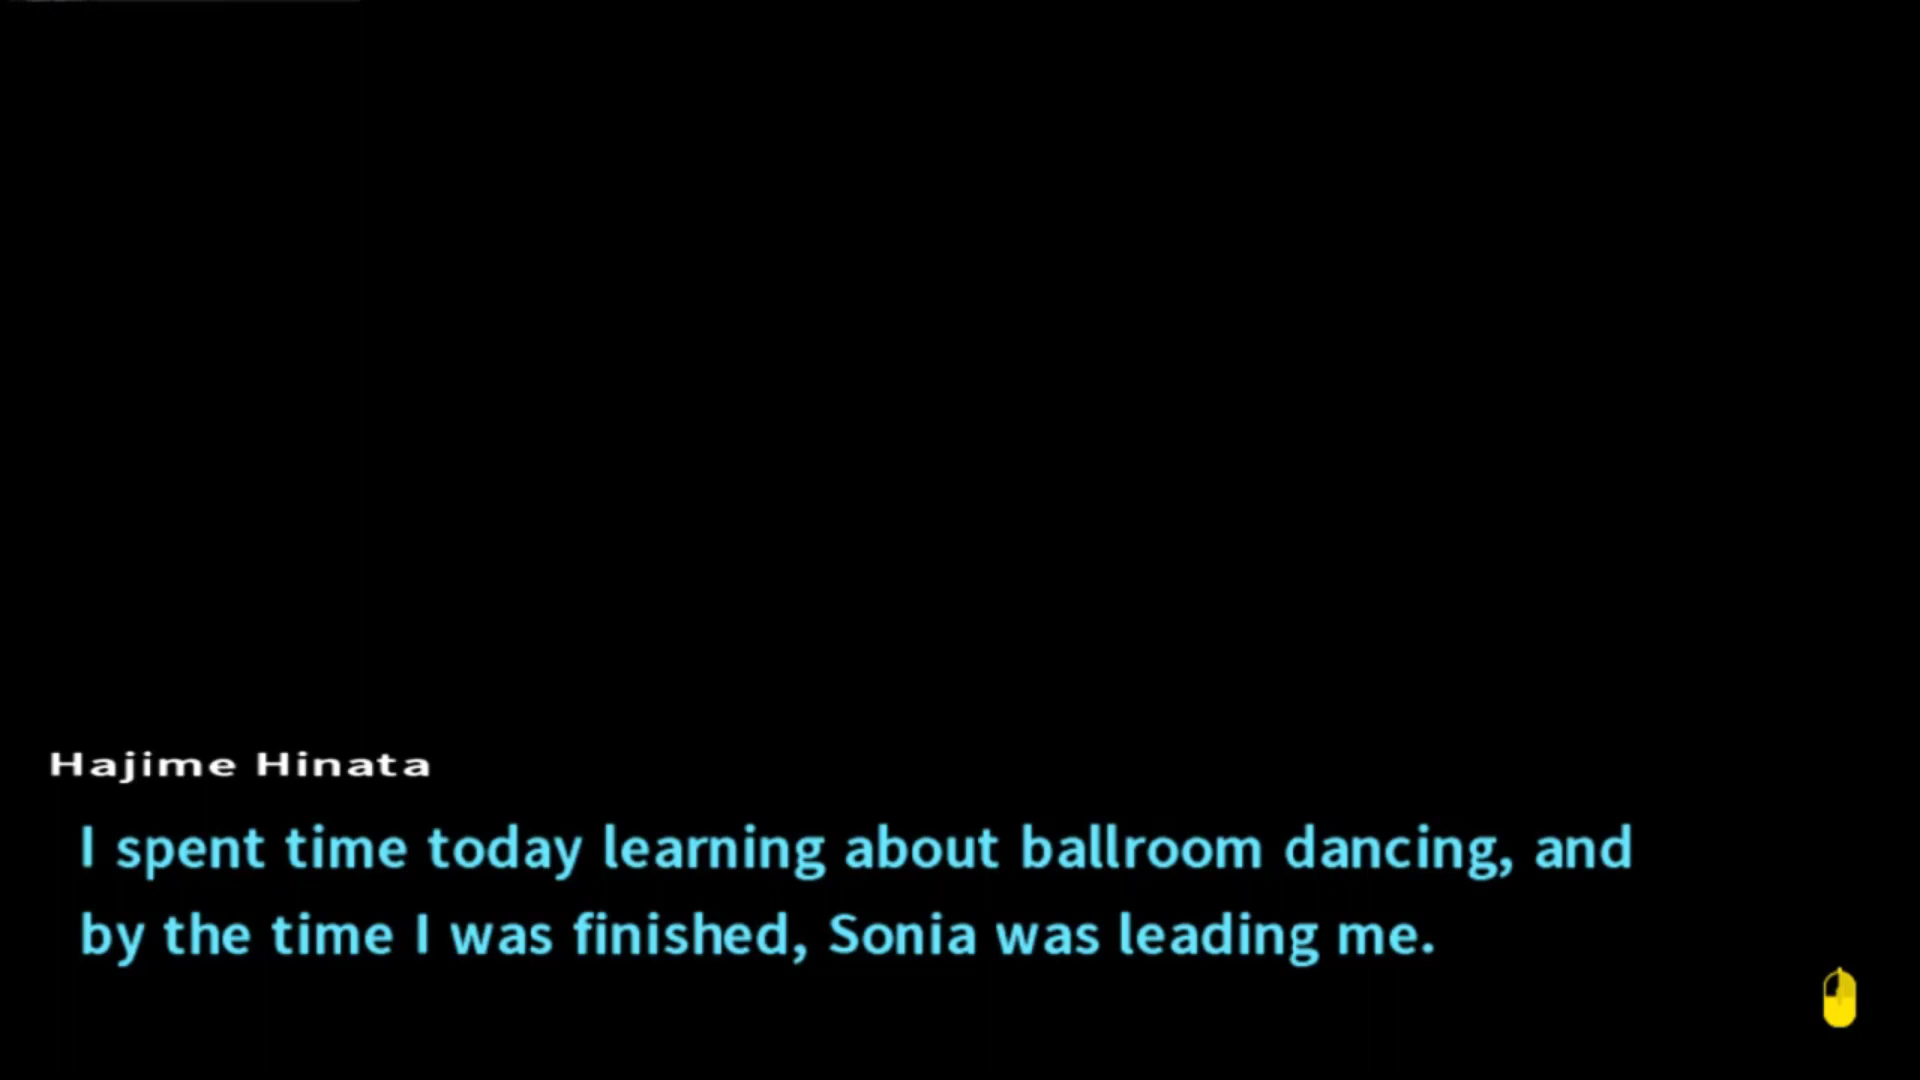 Hajime Hinata
I spent time today learning about ballroom dancing, and
by the time I was finished, Sonia was leading me.